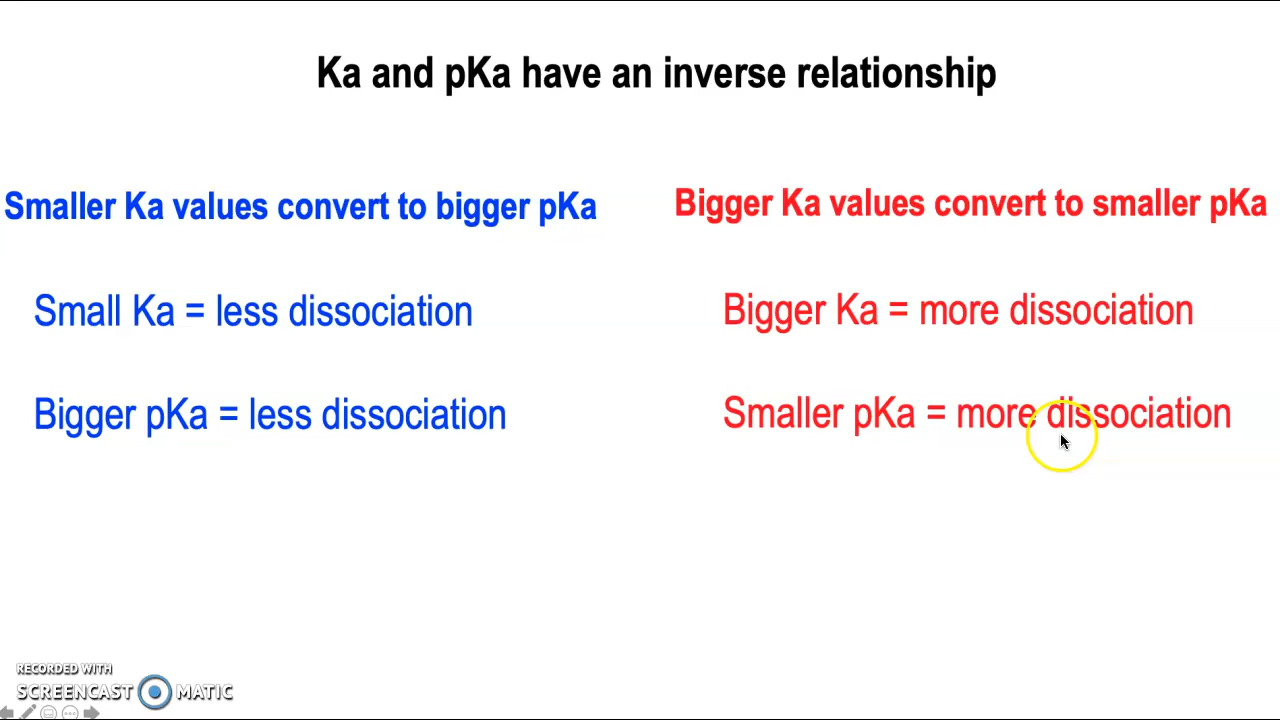 Ka and pKa have an inverse relationship
Smaller Ka values convert to bigger pKa
Small Ka = less dissociation
Bigger pKa = less dissociation
Bigger Ka values convert to smaller pKa
Bigger Ka = more dissociation
Smaller pKa = more dissociation
RECORDED WITH
SCREENCAST MATIC